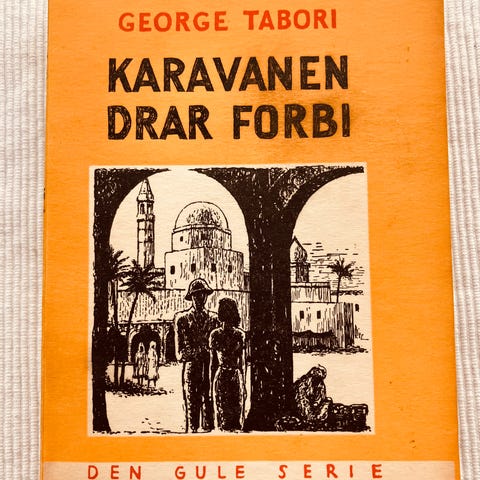 GEORGE TABORI
KARAVANEN
DRAR FORBI
DEN GULE SERIE